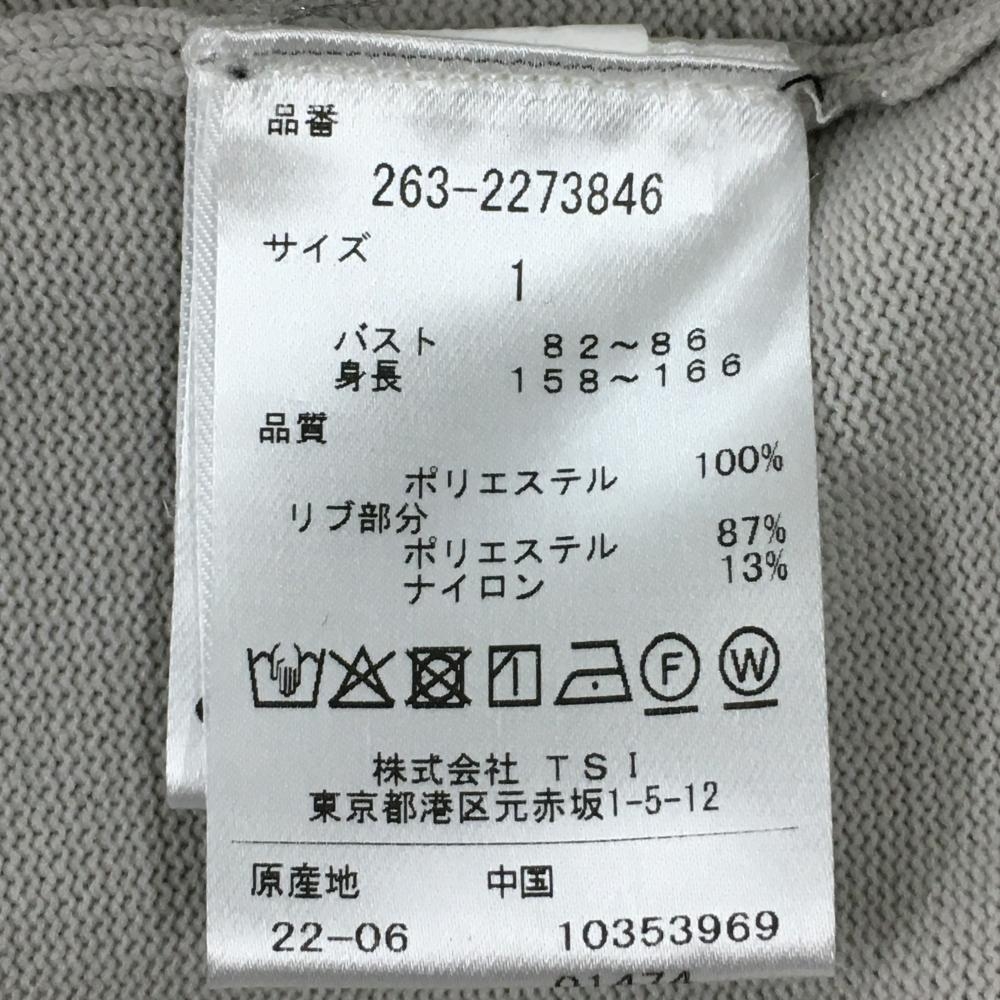 品番
263-2273846
サイズ
1
バスト 82～86
身長 158～166
品質
ポリエステル 100%
リブ部分
ポリエステル 87%
ナイロン 13%
F W
株式会社 TSI
東京都港区元赤坂1-5-12
原産地 中国
22-06 10353969